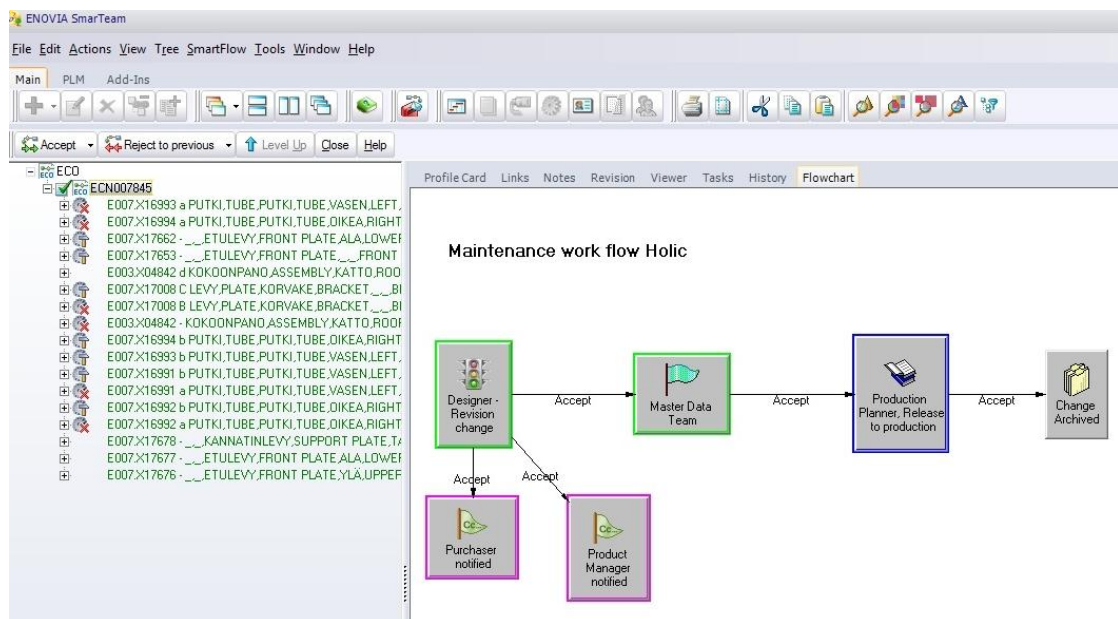 ENOVIA SmarTeam
File Edit Actions View Tree SmartFlow Tools Window Help
Main PLM Add-Ins
Accept Reject to previous Level Up Close Help
ECO
ECN007845
E007.X16993 a PUTKI,TUBE,PUTKI,TUBE,VASEN,LEFT,
E007.X16994 a PUTKI,TUBE,PUTKI,TUBE,OIKEA,RIGHT
E007.X17662 - _,_,ETULEVY,FRONT PLATE,ALA,LOWER
E007.X17653 - _,_,ETULEVY,FRONT PLATE,_,_,FRONT
E003.X04842 d KOKOONPANO,ASSEMBLY,KATTO,ROO
E007.X17008 C LEVY,PLATE,KORVAKE,BRACKET,_,_,BI
E007.X17008 B LEVY,PLATE,KORVAKE,BRACKET,_,_,BI
E003.X04842 - KOKOONPANO,ASSEMBLY,KATTO,ROOF
E007.X16994 b PUTKI,TUBE,PUTKI,TUBE,OIKEA,RIGHT
E007.X16993 b PUTKI,TUBE,PUTKI,TUBE,VASEN,LEFT,
E007.X16991 b PUTKI,TUBE,PUTKI,TUBE,VASEN,LEFT,
E007.X16991 a PUTKI,TUBE,PUTKI,TUBE,VASEN,LEFT,
E007.X16992 b PUTKI,TUBE,PUTKI,TUBE,OIKEA,RIGHT
E007.X16992 a PUTKI,TUBE,PUTKI,TUBE,OIKEA,RIGHT
E007.X17678 - _,_,KANNATINLEVY,SUPPORT PLATE,TA
E007.X17677 - _,_,ETULEVY,FRONT PLATE,ALA,LOWER
E007.X17676 - _,_,ETULEVY,FRONT PLATE,YLÄ,UPPER
Profile Card Links Notes Revision Viewer Tasks History Flowchart
Maintenance work flow Holic
Designer -
Revision
change
Accept
Master Data
Team
Accept
Production
Planner, Release
to production
Accept
Change
Archived
Accept
Accept
Cc...
Purchaser
notified
Cc...
Product
Manager
notified